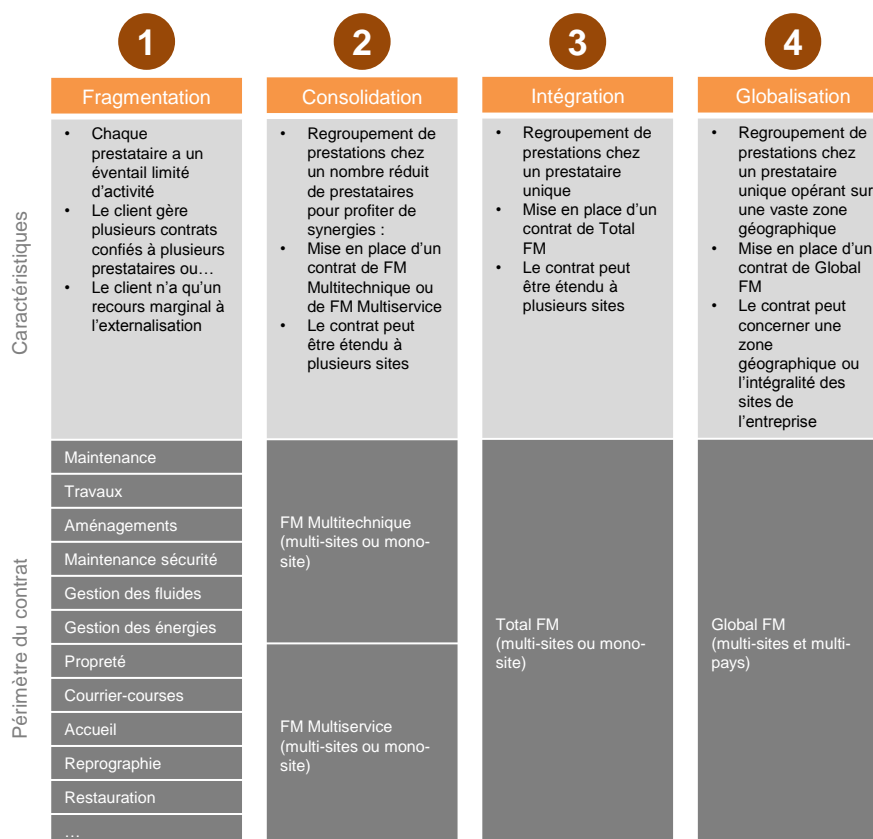 1
2
3
4
Fragmentation
Consolidation
Intégration
Globalisation
Caractéristiques
• Chaque
prestataire a un
éventail limité
d’activité
• Le client gère
plusieurs contrats
confiés à plusieurs
prestataires ou…
• Le client n’a qu’un
recours marginal à
l’externalisation
• Regroupement de
prestations chez
un nombre réduit
de prestataires
pour profiter de
synergies :
• Mise en place d’un
contrat de FM
Multitechnique ou
de FM Multiservice
• Le contrat peut
être étendu à
plusieurs sites
• Regroupement de
prestations chez
un prestataire
unique
• Mise en place d’un
contrat de Total
FM
• Le contrat peut
être étendu à
plusieurs sites
• Regroupement de
prestations chez
un prestataire
unique opérant sur
une vaste zone
géographique
• Mise en place d’un
contrat de Global
FM
• Le contrat peut
concerner une
zone
géographique ou
l’intégralité des
sites de
l’entreprise
Périmètre du contrat
Maintenance
Travaux
Aménagements
Maintenance sécurité
Gestion des fluides
Gestion des énergies
Propreté
Courrier-courses
Accueil
Reprographie
Restauration
…
FM Multitechnique
(multi-sites ou mono-
site)
FM Multiservice
(multi-sites ou mono-
site)
Total FM
(multi-sites ou mono-
site)
Global FM
(multi-sites et multi-
pays)